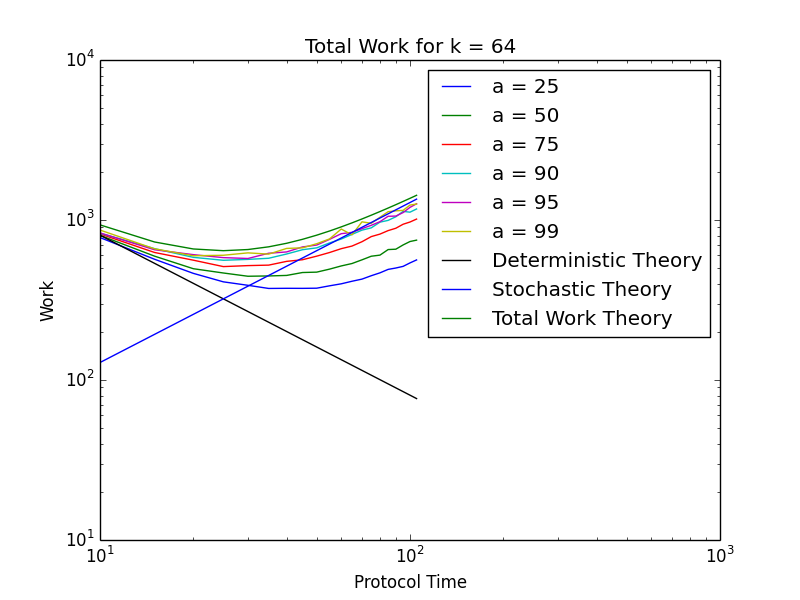 Total Work for k = 64
10^4
10^3
10^2
10^1
Work
a = 25
a = 50
a = 75
a = 90
a = 95
a = 99
Deterministic Theory
Stochastic Theory
Total Work Theory
10^1 10^2 10^3
Protocol Time